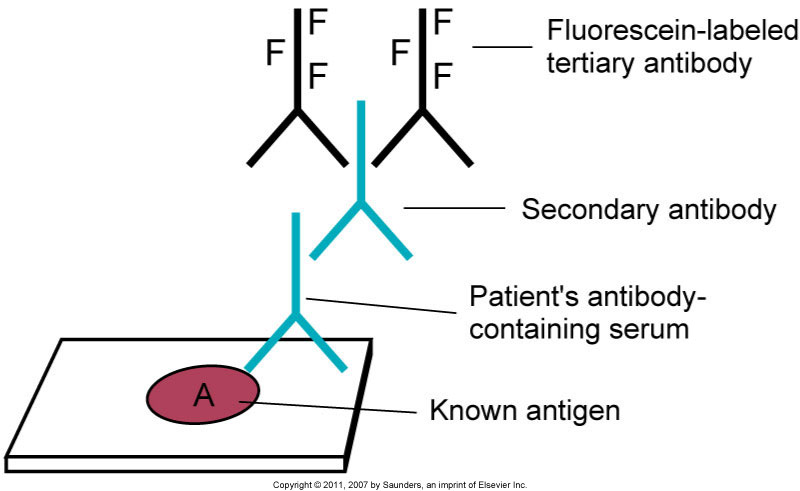 F
F
F
F
F
F
Fluorescein-labeled
tertiary antibody
Secondary antibody
Patient's antibody-
containing serum
A
Known antigen
Copyright © 2011, 2007 by Saunders, an imprint of Elsevier Inc.